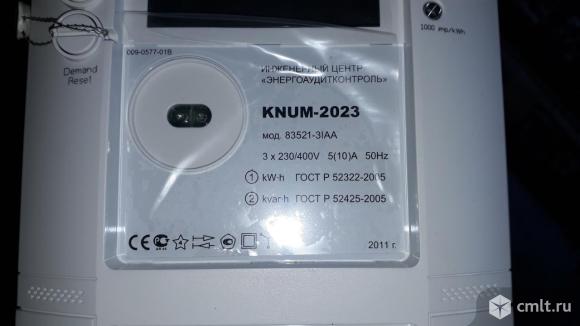 1000 imp/kWh
009-0577-01B
Demand
Reset
ИНЖЕНЕРНЫЙ ЦЕНТР
«ЭНЕРГОАУДИТКОНТРОЛЬ»
KNUM-2023
мод. 83521-3IAA
3 x 230/400V 5(10)A 50Hz
1 kW·h ГОСТ Р 52322-2005
2 kvar·h ГОСТ Р 52425-2005
CE
2011 г.
cmlt.ru